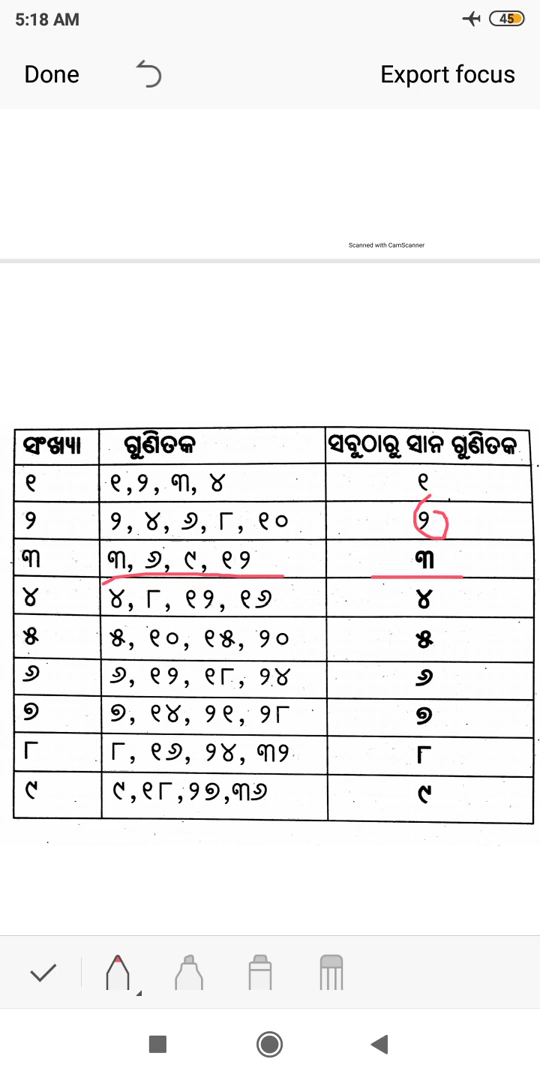 5:18 AM
45
Done
Export focus
Scanned with CamScanner
ସଂଖ୍ୟା ଗୁଣିତକ ସବୁଠାରୁ ସାନ ଗୁଣିତକ
୧ ୧,୨, ୩, ୪ ୧
୨ ୨, ୪, ୬, ୮, ୧୦ ୨
୩ ୩, ୬, ୯, ୧୨ ୩
୪ ୪, ୮, ୧୨, ୧୬ ୪
୫ ୫, ୧୦, ୧୫, ୨୦ ୫
୬ ୬, ୧୨, ୧୮, ୨୪ ୬
୭ ୭, ୧୪, ୨୧, ୨୮ ୭
୮ ୮, ୧୬, ୨୪, ୩୨ ୮
୯ ୯,୧୮,୨୭,୩୬ ୯